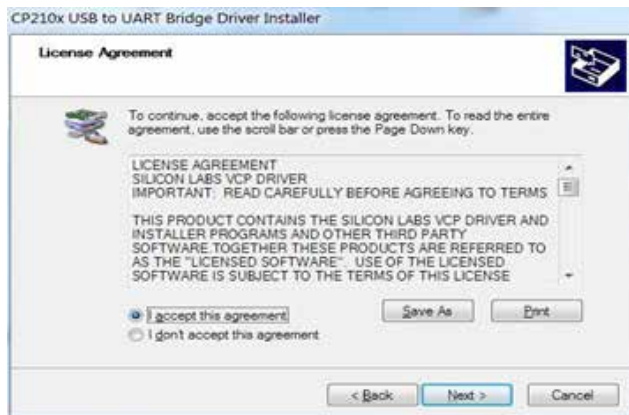 CP210x USB to UART Bridge Driver Installer
License Agreement
To continue, accept the following license agreement. To read the entire
agreement, use the scroll bar or press the Page Down key.
LICENSE AGREEMENT
SILICON LABS VCP DRIVER
IMPORTANT: READ CAREFULLY BEFORE AGREEING TO TERMS
THIS PRODUCT CONTAINS THE SILICON LABS VCP DRIVER AND
INSTALLER PROGRAMS AND OTHER THIRD PARTY
SOFTWARE.TOGETHER THESE PRODUCTS ARE REFERRED TO
AS THE "LICENSED SOFTWARE". USE OF THE LICENSED
SOFTWARE IS SUBJECT TO THE TERMS OF THIS LICENSE
I accept this agreement
Save As
Print
I don't accept this agreement
< Back
Next >
Cancel